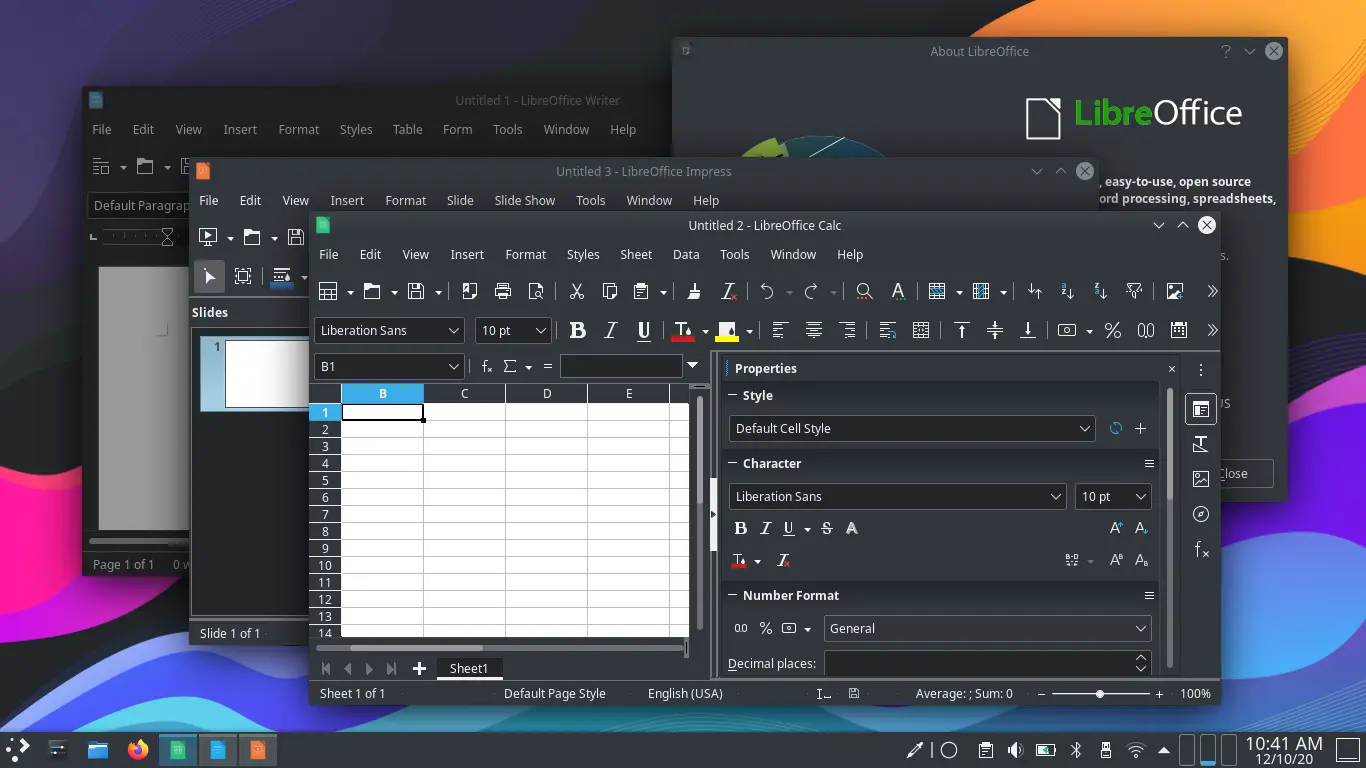 About LibreOffice
LibreOffice
, easy-to-use, open source
ord processing, spreadsheets,
s.
US
Close
Untitled 1 - LibreOffice Writer
File Edit View Insert Format Styles Table Form Tools Window Help
Default Paragrap
Page 1 of 1 0 w
Untitled 3 - LibreOffice Impress
File Edit View Insert Format Slide Slide Show Tools Window Help
Slides
1
Slide 1 of 1
Untitled 2 - LibreOffice Calc
File Edit View Insert Format Styles Sheet Data Tools Window Help
Liberation Sans 10 pt
B1
B C D E
1
2
3
4
5
6
7
8
9
10
11
12
13
14
Sheet1
Properties
Style
Default Cell Style
Character
Liberation Sans 10 pt
Number Format
General
Decimal places:
Sheet 1 of 1 Default Page Style English (USA) Average: ; Sum: 0 100%
10:41 AM
12/10/20